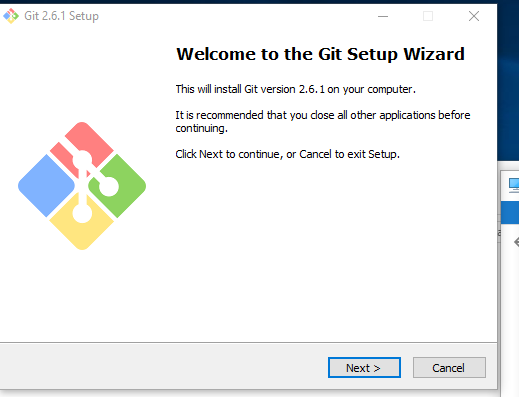 Git 2.6.1 Setup
Welcome to the Git Setup Wizard
This will install Git version 2.6.1 on your computer.
It is recommended that you close all other applications before
continuing.
Click Next to continue, or Cancel to exit Setup.
Next >
Cancel